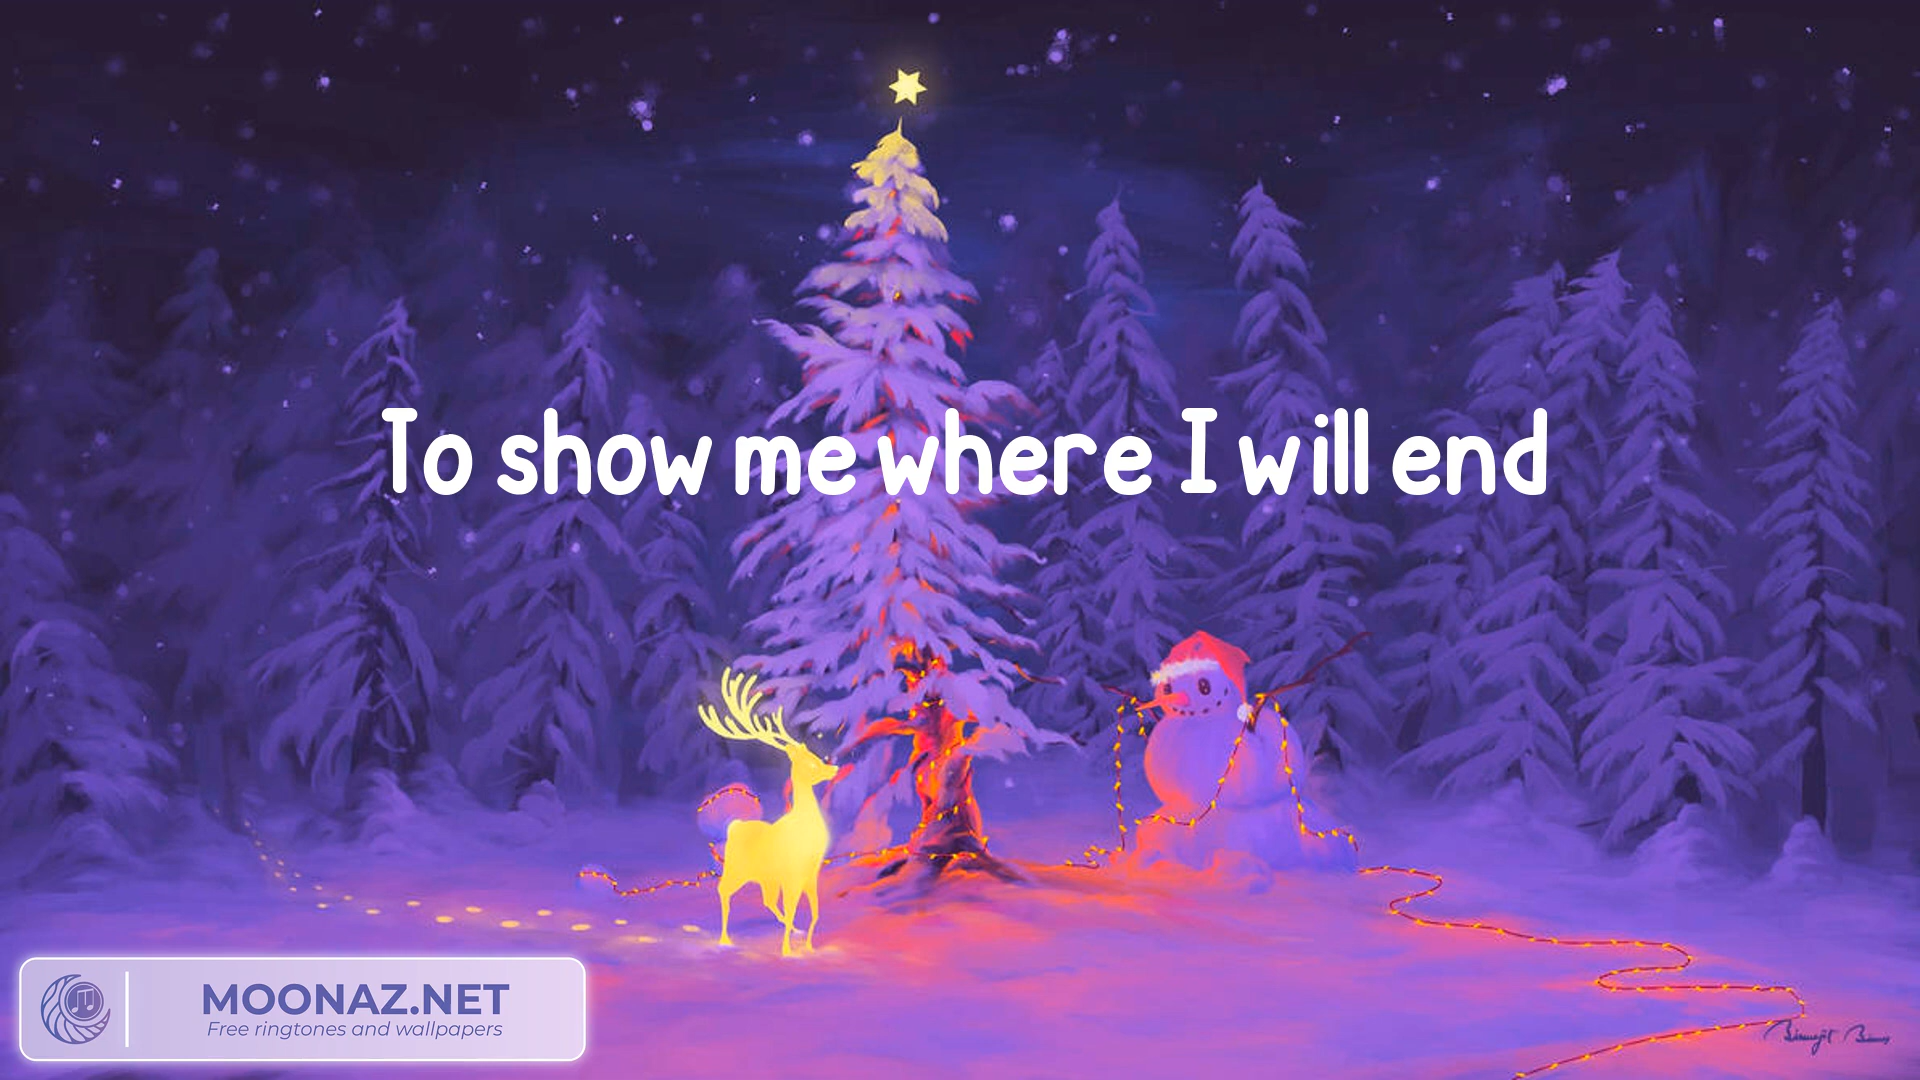 To show me where I will end
MOONAZ.NET
Free ringtones and wallpapers